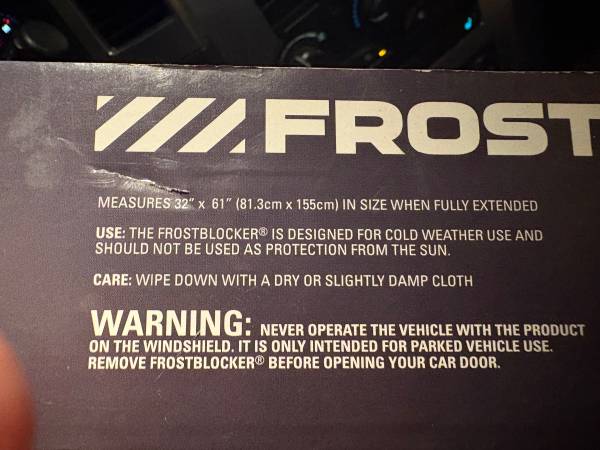 FROST
MEASURES 32" x 61" (81.3cm x 155cm) IN SIZE WHEN FULLY EXTENDED
USE: THE FROSTBLOCKER® IS DESIGNED FOR COLD WEATHER USE AND
SHOULD NOT BE USED AS PROTECTION FROM THE SUN.
CARE: WIPE DOWN WITH A DRY OR SLIGHTLY DAMP CLOTH
WARNING: NEVER OPERATE THE VEHICLE WITH THE PRODUCT
ON THE WINDSHIELD. IT IS ONLY INTENDED FOR PARKED VEHICLE USE.
REMOVE FROSTBLOCKER® BEFORE OPENING YOUR CAR DOOR.